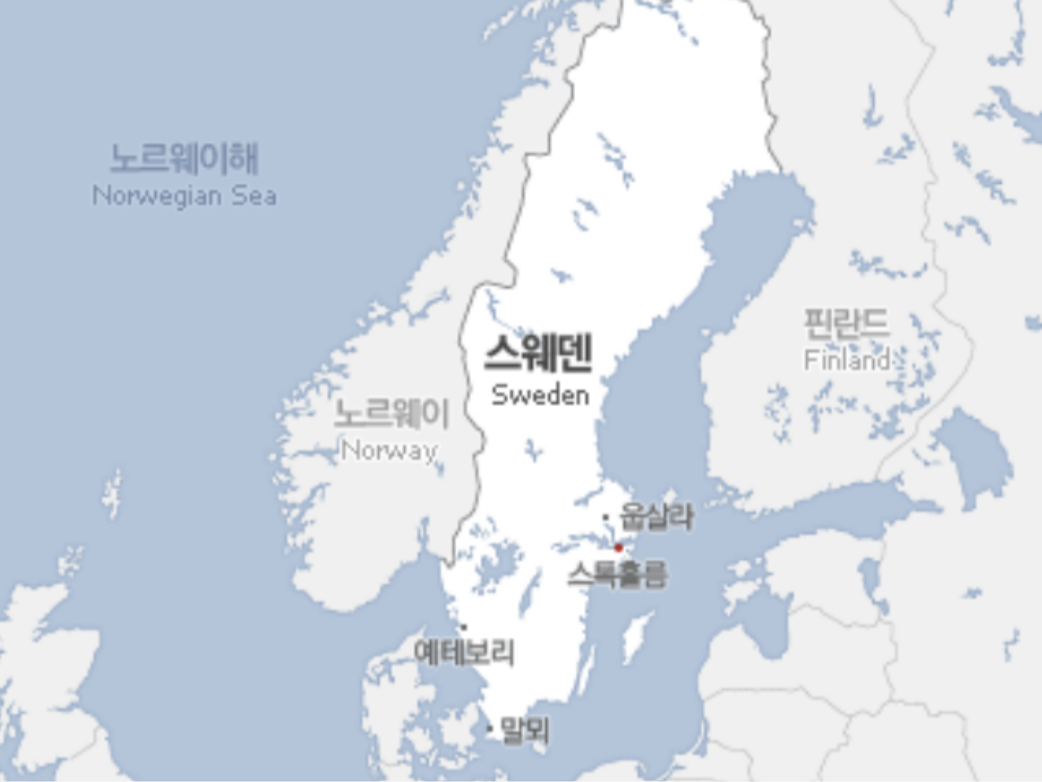 노르웨이해
Norwegian Sea
핀란드
Finland
스웨덴
Sweden
노르웨이
Norway
웁살라
스톡홀름
예테보리
말뫼